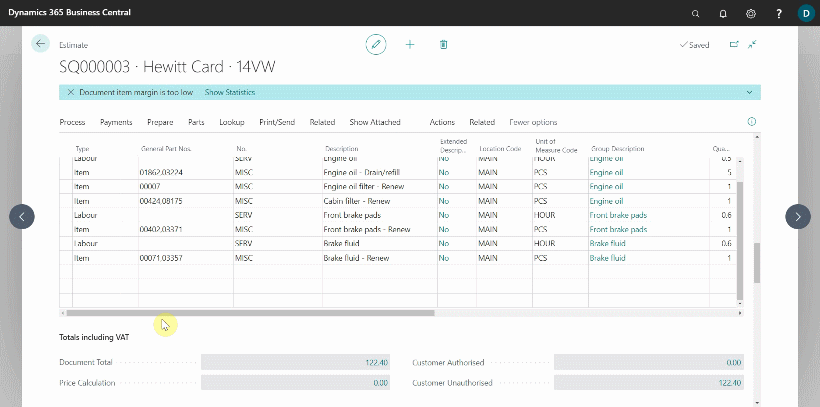 Dynamics 365 Business Central
?
D
Estimate
Saved
SQ000003 · Hewitt Card · 14VW
Document item margin is too low Show Statistics
Process Payments Prepare Parts Lookup Print/Send Related Show Attached Actions Related Fewer options
Type General Part Nos. No. Description Extended Descrip... Location Code Unit of Measure Code Group Description Qua...
Labour SERV Engine oil No MAIN HOUR Engine oil 0.5
Item 01862,03224 MISC Engine oil - Drain/refill No MAIN PCS Engine oil 5
Item 00007 MISC Engine oil filter - Renew No MAIN PCS Engine oil 1
Item 00424,08175 MISC Cabin filter - Renew No MAIN PCS Engine oil 1
Labour SERV Front brake pads No MAIN HOUR Front brake pads 0.6
Item 00402,03371 MISC Front brake pads - Renew No MAIN PCS Front brake pads 1
Labour SERV Brake fluid No MAIN HOUR Brake fluid 0.6
Item 00071,03357 MISC Brake fluid - Renew No MAIN PCS Brake fluid 1
Totals including VAT
Document Total 122.40 Customer Authorised 0.00
Price Calculation 0.00 Customer Unauthorised 122.40